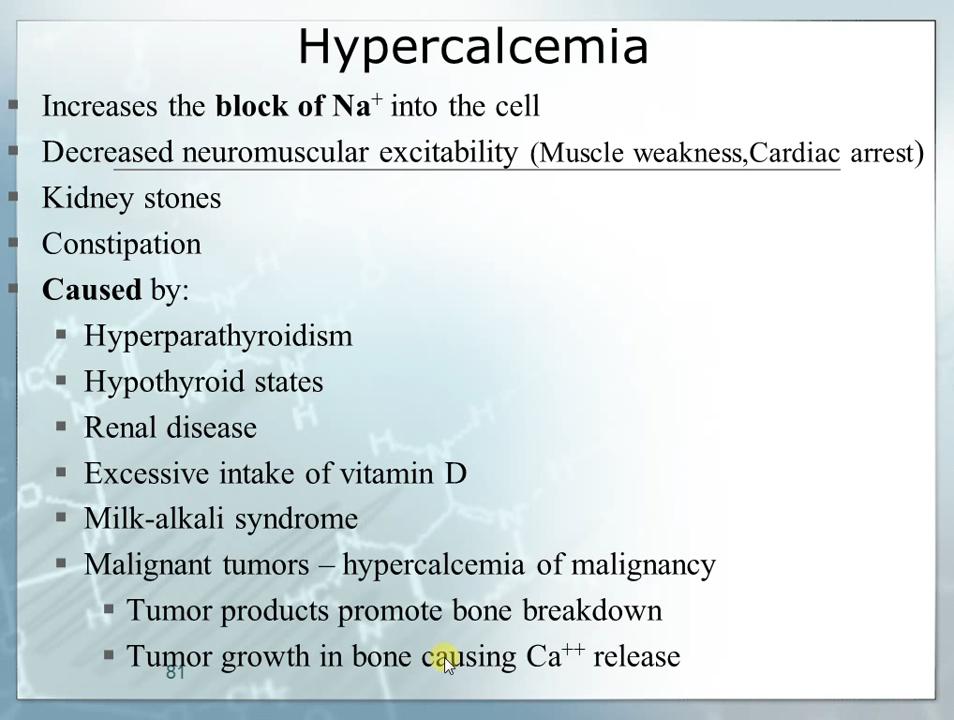 Hypercalcemia
Increases the block of Na+ into the cell
Decreased neuromuscular excitability (Muscle weakness,Cardiac arrest)
Kidney stones
Constipation
Caused by:
Hyperparathyroidism
Hypothyroid states
Renal disease
Excessive intake of vitamin D
Milk-alkali syndrome
Malignant tumors – hypercalcemia of malignancy
Tumor products promote bone breakdown
Tumor growth in bone causing Ca++ release
81